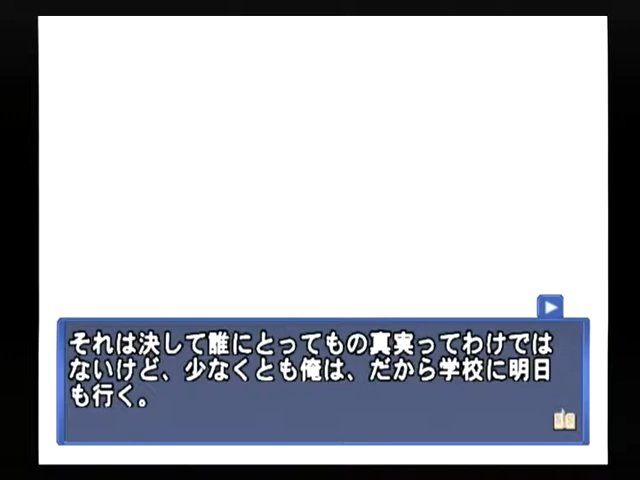 それは決して誰にとってもの真実ってわけでは
ないけど、少なくとも俺は、だから学校に明日
も行く。